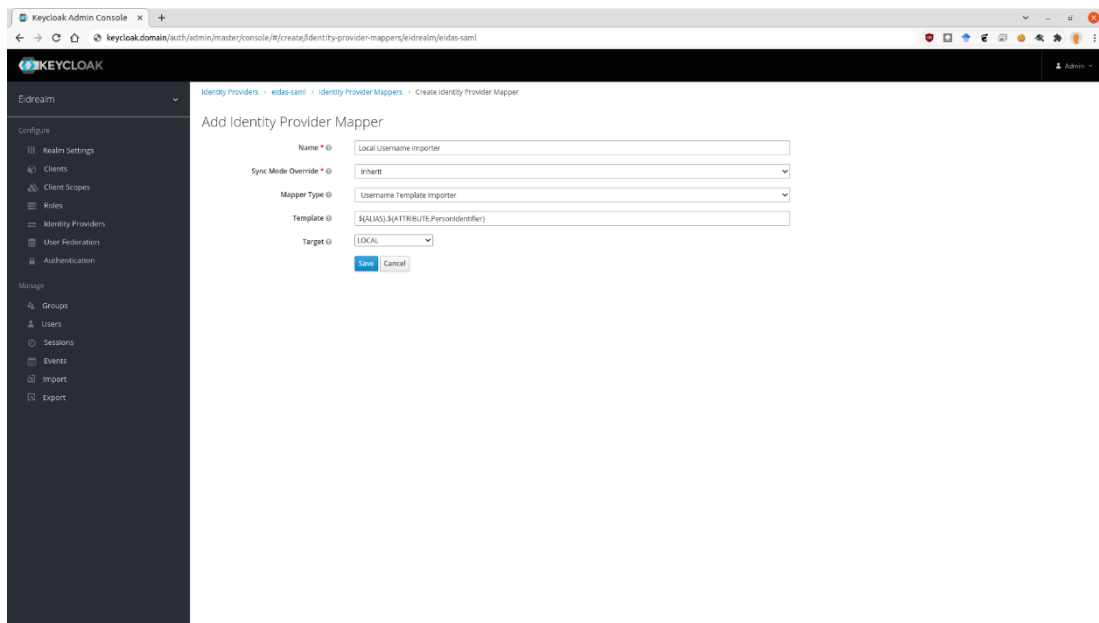 Keycloak Admin Console
keycloak.domain/auth/admin/master/console/#/create/identity-provider-mappers/eidrealm/eidas-saml
KEYCLOAK
Admin
Eidrealm
Identity Providers > eidas-saml > Identity Provider Mappers > Create Identity Provider Mapper
Add Identity Provider Mapper
Configure
Realm Settings
Clients
Client Scopes
Roles
Identity Providers
User Federation
Authentication
Manage
Groups
Users
Sessions
Events
Import
Export
Name * Local Username Importer
Sync Mode Override * Inherit
Mapper Type Username Template Importer
Template ${ALIAS}.${ATTRIBUTE.PersonIdentifier}
Target LOCAL
Save Cancel